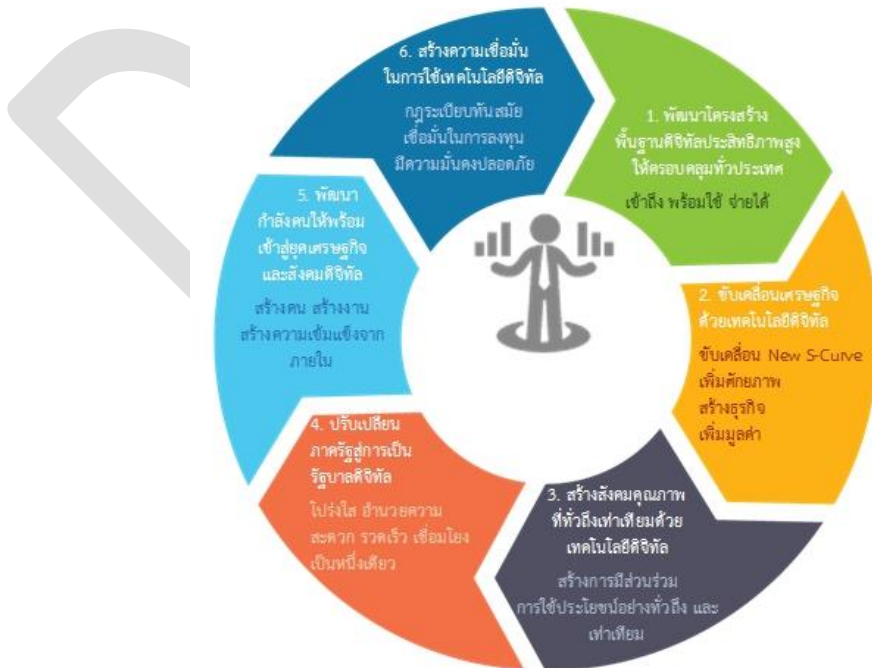 6. สร้างความเชื่อมั่น
ในการใช้เทคโนโลยีดิจิทัล
กฎระเบียบทันสมัย
เชื่อมั่นในการลงทุน
มีความมั่นคงปลอดภัย
1. พัฒนาโครงสร้าง
พื้นฐานดิจิทัลประสิทธิภาพสูง
ให้ครอบคลุมทั่วประเทศ
เข้าถึง พร้อมใช้ จ่ายได้
2. ขับเคลื่อนเศรษฐกิจ
ด้วยเทคโนโลยีดิจิทัล
ขับเคลื่อน New S-Curve
เพิ่มศักยภาพ
สร้างธุรกิจ
เพิ่มมูลค่า
3. สร้างสังคมคุณภาพ
ที่ทั่วถึงเท่าเทียมด้วย
เทคโนโลยีดิจิทัล
สร้างการมีส่วนร่วม
การใช้ประโยชน์อย่างทั่วถึง และ
เท่าเทียม
4. ปรับเปลี่ยน
ภาครัฐสู่การเป็น
รัฐบาลดิจิทัล
โปร่งใส อำนวยความ
สะดวก รวดเร็ว เชื่อมโยง
เป็นหนึ่งเดียว
5. พัฒนา
กำลังคนให้พร้อม
เข้าสู่ยุคเศรษฐกิจ
และสังคมดิจิทัล
สร้างคน สร้างงาน
สร้างความเข้มแข็งจาก
ภายใน